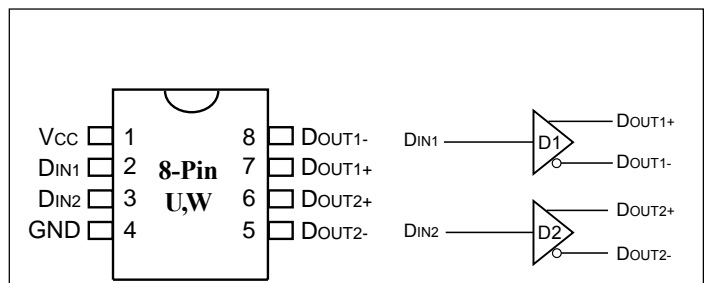 VCC 1 8 DOUT1-
DIN1 2 8-Pin 7 DOUT1+
DIN2 3 U,W 6 DOUT2+
GND 4 5 DOUT2-
DOUT1+
DIN1 D1
DOUT1-
DOUT2+
DIN2 D2
DOUT2-